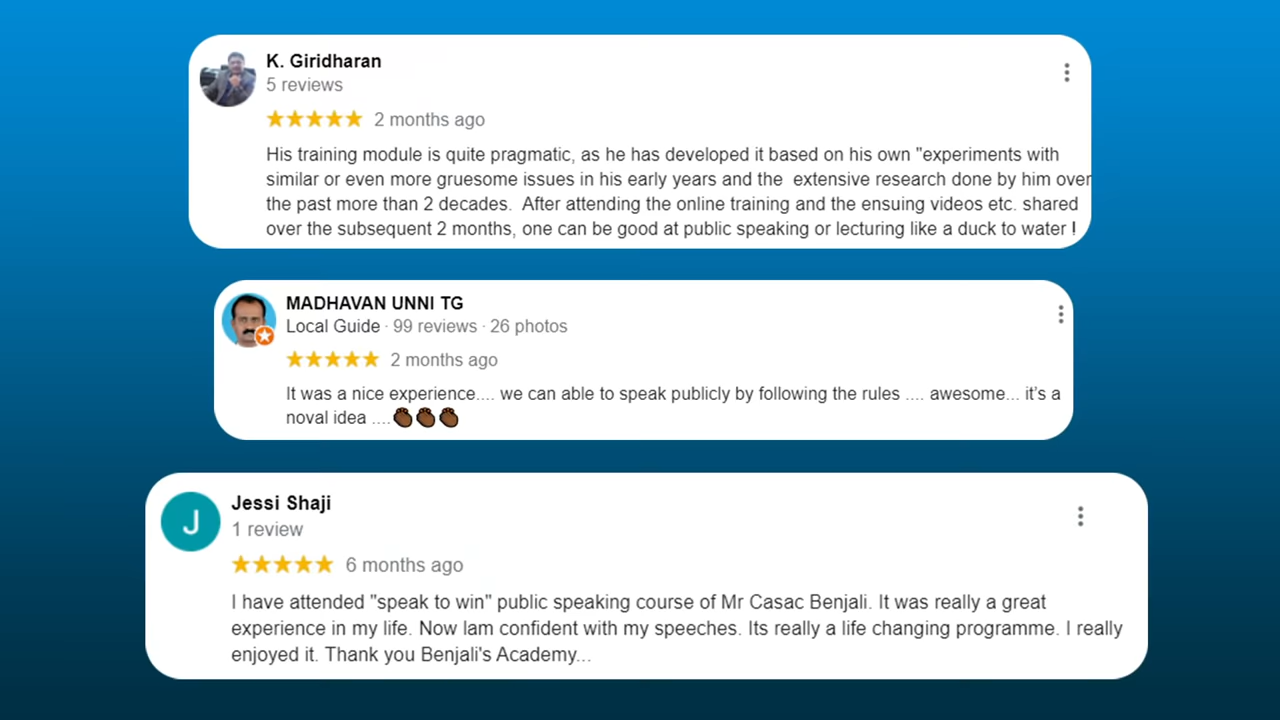 K. Giridharan
5 reviews
2 months ago
His training module is quite pragmatic, as he has developed it based on his own "experiments with
similar or even more gruesome issues in his early years and the extensive research done by him over
the past more than 2 decades. After attending the online training and the ensuing videos etc. shared
over the subsequent 2 months, one can be good at public speaking or lecturing like a duck to water !
MADHAVAN UNNI TG
Local Guide · 99 reviews · 26 photos
2 months ago
It was a nice experience.... we can able to speak publicly by following the rules .... awesome... it's a
noval idea ....
J
Jessi Shaji
1 review
6 months ago
I have attended "speak to win" public speaking course of Mr Casac Benjali. It was really a great
experience in my life. Now Iam confident with my speeches. Its really a life changing programme. I really
enjoyed it. Thank you Benjali's Academy...